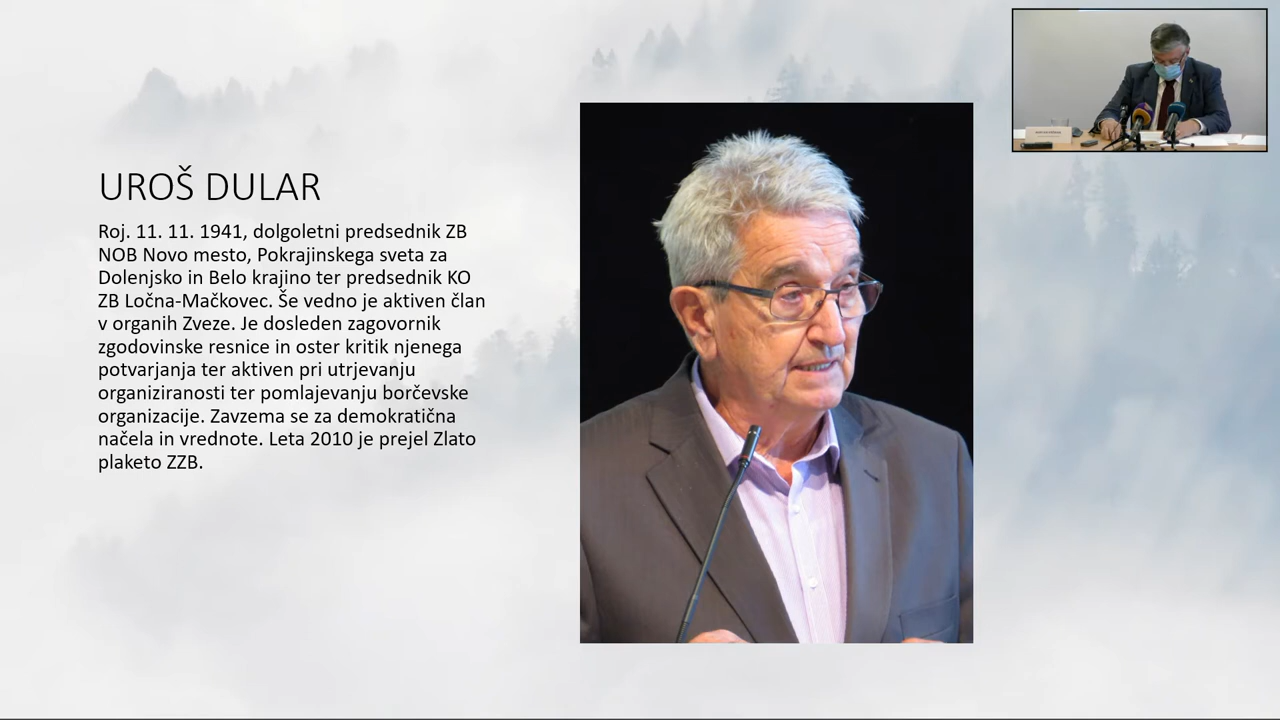 UROŠ DULAR
Roj. 11. 11. 1941, dolgoletni predsednik ZB
NOB Novo mesto, Pokrajinskega sveta za
Dolenjsko in Belo krajino ter predsednik KO
ZB Ločna-Mačkovec. Še vedno je aktiven član
v organih Zveze. Je dosleden zagovornik
zgodovinske resnice in oster kritik njenega
potvarjanja ter aktiven pri utrjevanju
organiziranosti ter pomlajevanju borčevske
organizacije. Zavzema se za demokratična
načela in vrednote. Leta 2010 je prejel Zlato
plaketo ZZB.